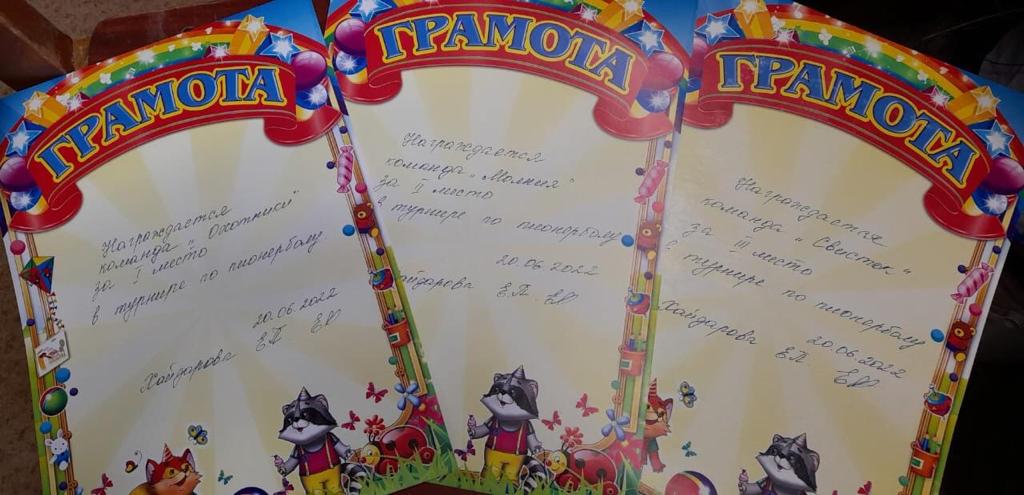 ГРАМОТА
Награждается
команда „Охотники"
за I место
в турнире по пионерболу
20.06.2022
Хайдарова Е.П.
ГРАМОТА
Награждается
команда „Молния"
за II место
в турнире по пионерболу
20.06.2022
Хайдарова Е.П.
ГРАМОТА
Награждается
команда „Свисток"
за III место
в турнире по пионерболу
20.06.2022
Хайдарова Е.П.